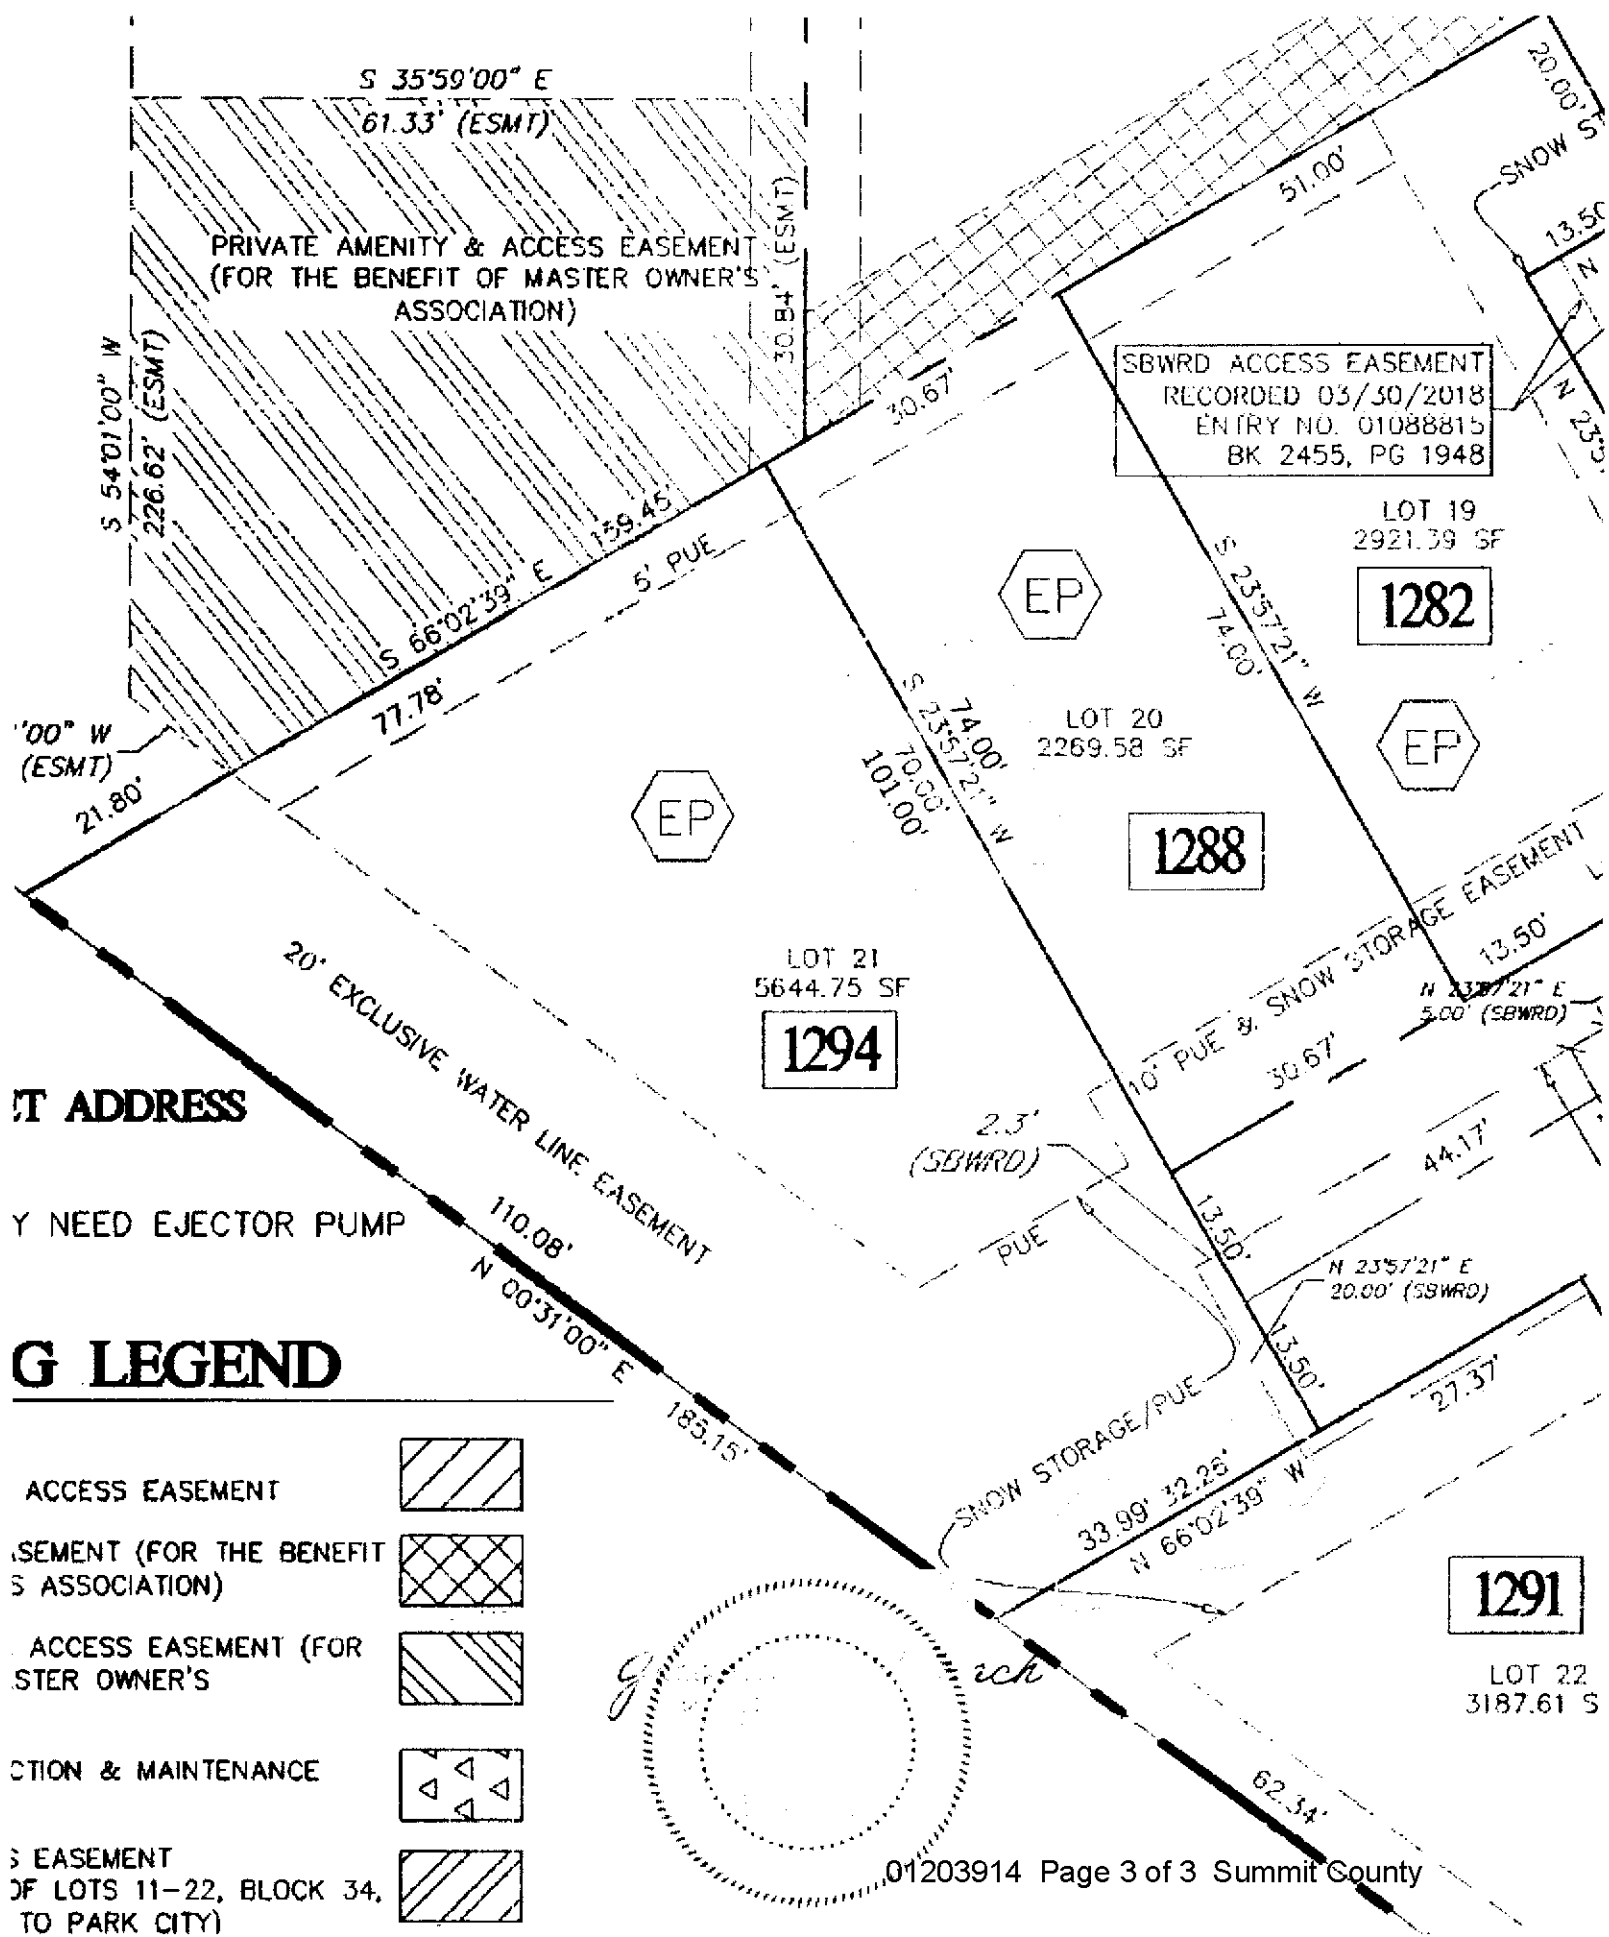 S 35°59'00" E
61.33' (ESMT)
20.00'
51.00'
13.50
PRIVATE AMENITY & ACCESS EASEMENT
(FOR THE BENEFIT OF MASTER OWNER'S
ASSOCIATION)
30.84' (ESMT)
S 54°01'00" W
226.62' (ESMT)
30.67'
SBWRD ACCESS EASEMENT
RECORDED 03/30/2018
ENTRY NO. 01088815
BK 2455, PG 1948
LOT 19
2921.39 SF
1282
EP
S 66°02'39" E
159.45'
77.78'
PUE
EP
S 23°57'21" W
74.00'
LOT 20
2269.58 SF
1288
EP
74.00'
S 23°57'21" W
70.00'
101.00'
'00" W
(ESMT)
21.80'
LOT 21
5644.75 SF
1294
20' EXCLUSIVE WATER LINE EASEMENT
10' PUE & SNOW STORAGE EASEMENT
13.50'
N 23°57'21" E
5.00' (SBWRD)
30.67'
44.17'
2.3'
(SBWRD)
PUE
13.50'
N 23°57'21" E
20.00' (SBWRD)
13.50'
27.37'
ADDRESS
Y NEED EJECTOR PUMP
110.08'
N 00°31'00" E
185.15'
SNOW STORAGE/PUE
33.99' 32.26'
N 66°02'39" W
G LEGEND
ACCESS EASEMENT
SEMENT (FOR THE BENEFIT
S ASSOCIATION)
ACCESS EASEMENT (FOR
STER OWNER'S
CTION & MAINTENANCE
S EASEMENT
OF LOTS 11-22, BLOCK 34,
TO PARK CITY)
1291
LOT 22
3187.61 S
62.34'
01203914 Page 3 of 3 Summit County